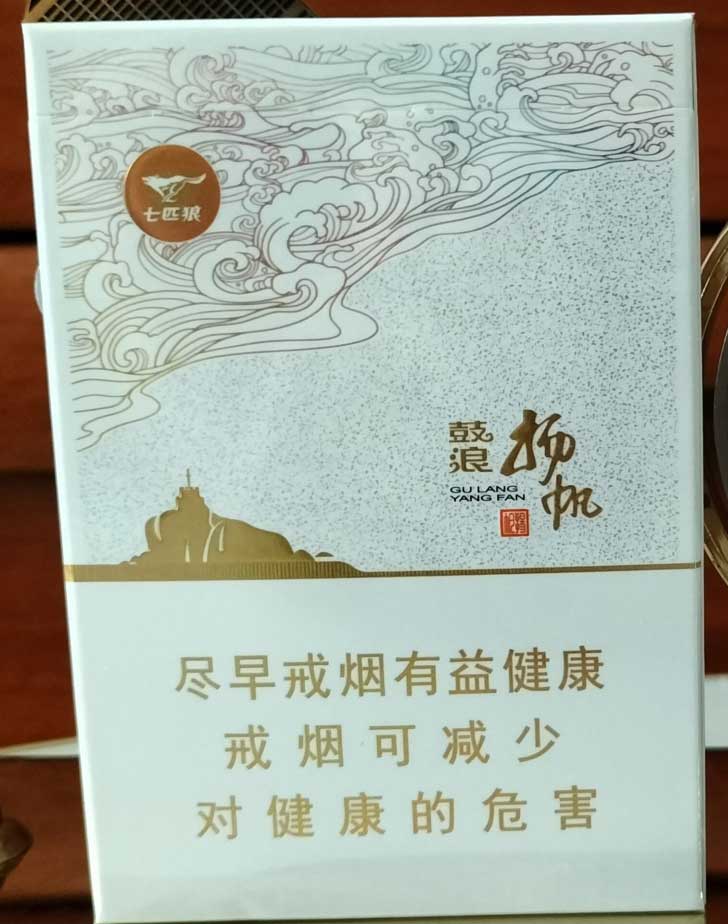 七匹狼
鼓浪
扬帆
GU LANG
YANG FAN
尽早戒烟有益健康
戒烟可减少
对健康的危害